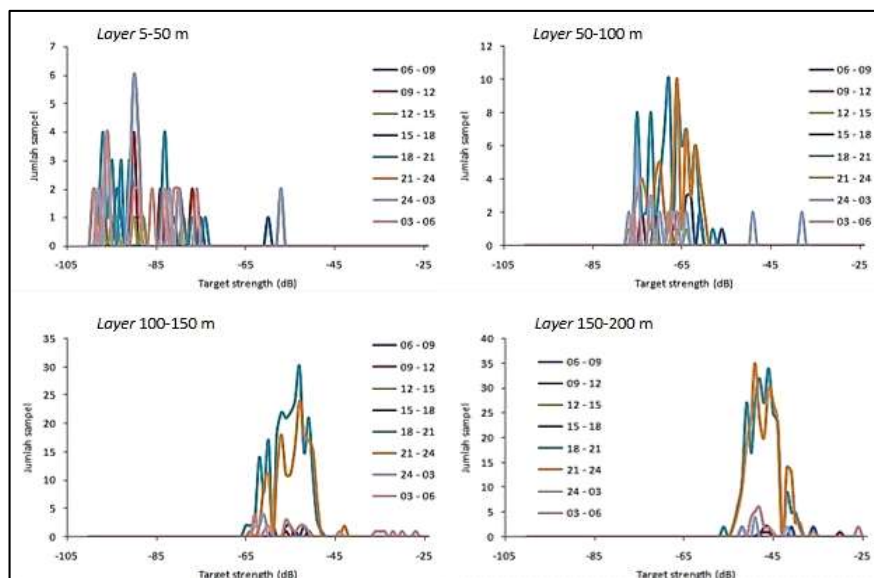 Layer 5-50 m
Jumlah sampel
7
6
5
4
3
2
1
0
-105 -85 -65 -45 -25
Target strength (dB)
06 - 09
09 - 12
12 - 15
15 - 18
18 - 21
21 - 24
24 - 03
03 - 06
Layer 50-100 m
Jumlah sampel
12
10
8
6
4
2
0
-105 -85 -65 -45 -25
Target strength (dB)
06 - 09
09 - 12
12 - 15
15 - 18
18 - 21
21 - 24
24 - 03
03 - 06
Layer 100-150 m
Jumlah sampel
35
30
25
20
15
10
5
0
-105 -85 -65 -45 -25
Target strength (dB)
06 - 09
09 - 12
12 - 15
15 - 18
18 - 21
21 - 24
24 - 03
03 - 06
Layer 150-200 m
Jumlah sampel
40
35
30
25
20
15
10
5
0
-105 -85 -65 -45 -25
Target strength (dB)
06 - 09
09 - 12
12 - 15
15 - 18
18 - 21
21 - 24
24 - 03
03 - 06